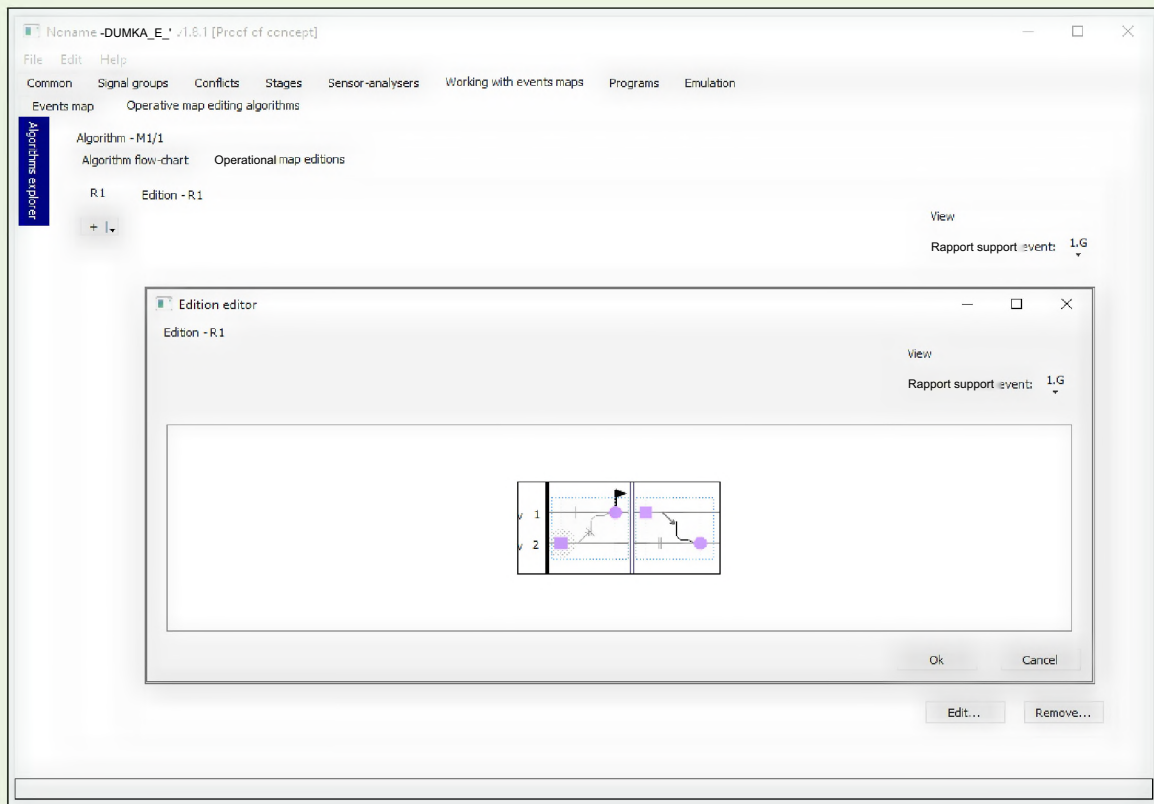 Noname -DUMKA_E_' v1.8.1 [Proof of concept]
File Edit Help
Common Signal groups Conflicts Stages Sensor-analysers Working with events maps Programs Emulation
Events map Operative map editing algorithms
Algorithms explorer
Algorithm - M1/1
Algorithm flow-chart Operational map editions
R1 Edition - R1
+
View
Rapport support event: 1.G
Edition editor
Edition - R1
View
Rapport support event: 1.G
v 1
v 2
Ok Cancel
Edit... Remove...